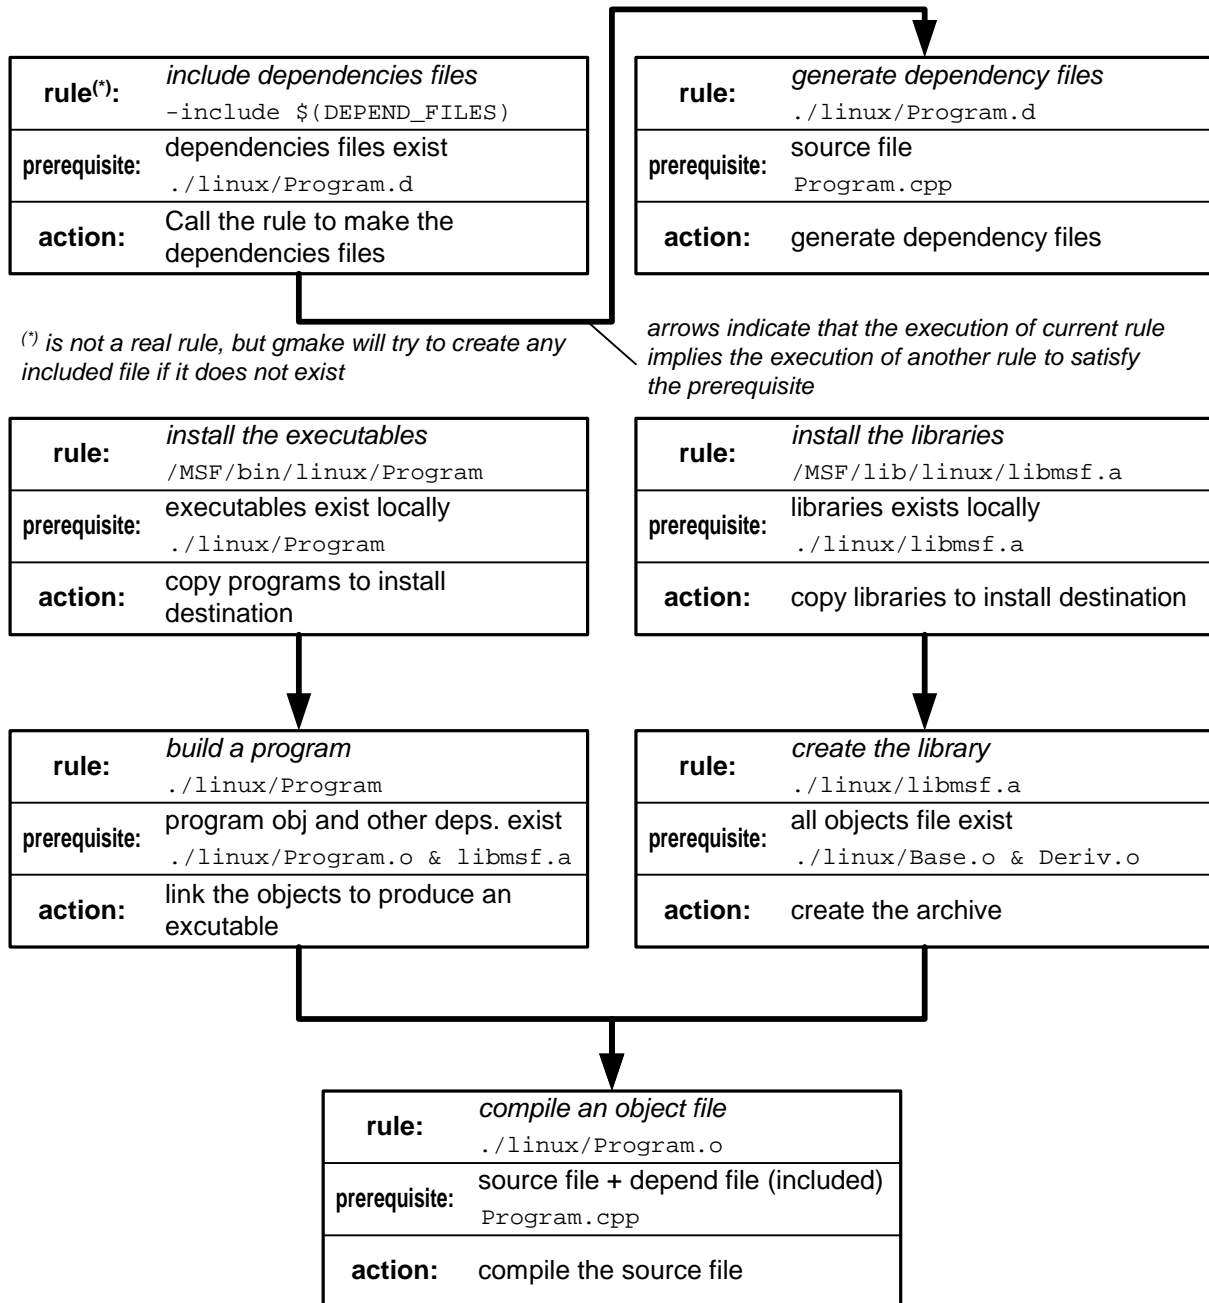 rule(*): include dependencies files
-include $(DEPEND_FILES)
prerequisite: dependencies files exist
./linux/Program.d
action: Call the rule to make the
dependencies files
rule: generate dependency files
./linux/Program.d
prerequisite: source file
Program.cpp
action: generate dependency files
(*) is not a real rule, but gmake will try to create any
included file if it does not exist
arrows indicate that the execution of current rule
implies the execution of another rule to satisfy
the prerequisite
rule: install the executables
/MSF/bin/linux/Program
prerequisite: executables exist locally
./linux/Program
action: copy programs to install
destination
rule: install the libraries
/MSF/lib/linux/libmsf.a
prerequisite: libraries exists locally
./linux/libmsf.a
action: copy libraries to install destination
rule: build a program
./linux/Program
prerequisite: program obj and other deps. exist
./linux/Program.o & libmsf.a
action: link the objects to produce an
excutable
rule: create the library
./linux/libmsf.a
prerequisite: all objects file exist
./linux/Base.o & Deriv.o
action: create the archive
rule: compile an object file
./linux/Program.o
prerequisite: source file + depend file (included)
Program.cpp
action: compile the source file